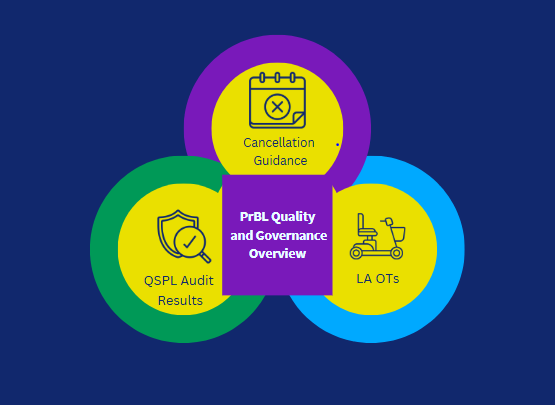 Cancellation
Guidance
PrBL Quality
and Governance
Overview
QSPL Audit
Results
LA OTs